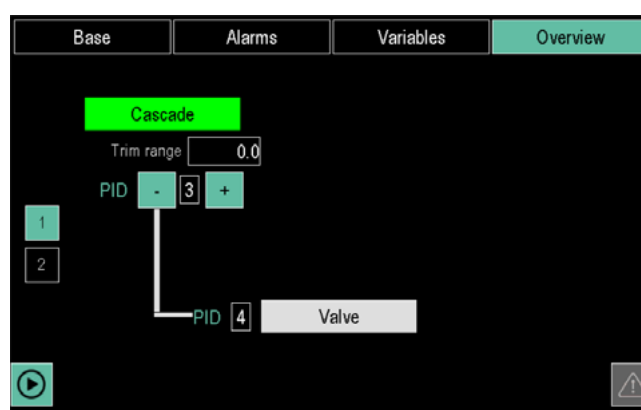 Base Alarms Variables Overview
Cascade
Trim range 0.0
PID - 3 +
1
2
PID 4 Valve